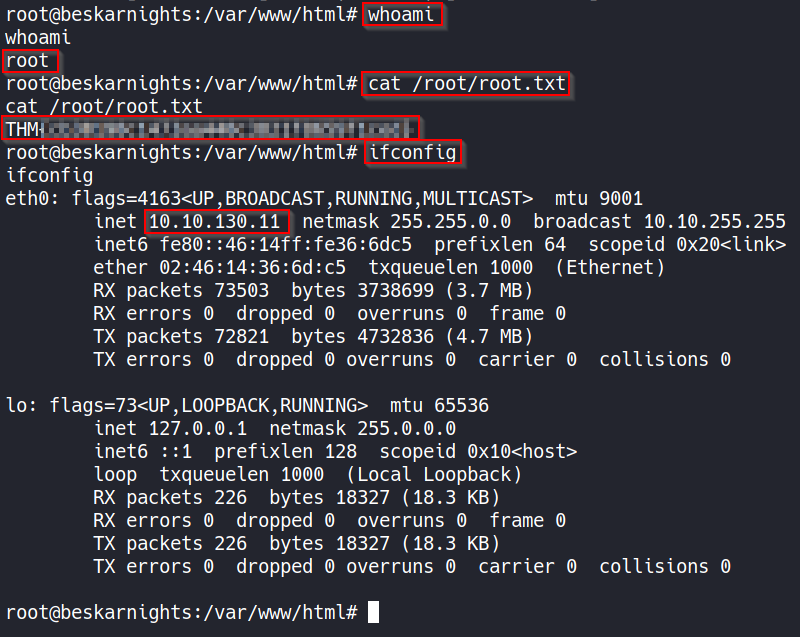 root@beskarnights:/var/www/html# whoami
whoami
root
root@beskarnights:/var/www/html# cat /root/root.txt
cat /root/root.txt
THM
root@beskarnights:/var/www/html# ifconfig
ifconfig
eth0: flags=4163<UP,BROADCAST,RUNNING,MULTICAST>  mtu 9001
        inet 10.10.130.11  netmask 255.255.0.0  broadcast 10.10.255.255
        inet6 fe80::46:14ff:fe36:6dc5  prefixlen 64  scopeid 0x20<link>
        ether 02:46:14:36:6d:c5  txqueuelen 1000  (Ethernet)
        RX packets 73503  bytes 3738699 (3.7 MB)
        RX errors 0  dropped 0  overruns 0  frame 0
        TX packets 72821  bytes 4732836 (4.7 MB)
        TX errors 0  dropped 0 overruns 0  carrier 0  collisions 0

lo: flags=73<UP,LOOPBACK,RUNNING>  mtu 65536
        inet 127.0.0.1  netmask 255.0.0.0
        inet6 ::1  prefixlen 128  scopeid 0x10<host>
        loop  txqueuelen 1000  (Local Loopback)
        RX packets 226  bytes 18327 (18.3 KB)
        RX errors 0  dropped 0  overruns 0  frame 0
        TX packets 226  bytes 18327 (18.3 KB)
        TX errors 0  dropped 0 overruns 0  carrier 0  collisions 0

root@beskarnights:/var/www/html#